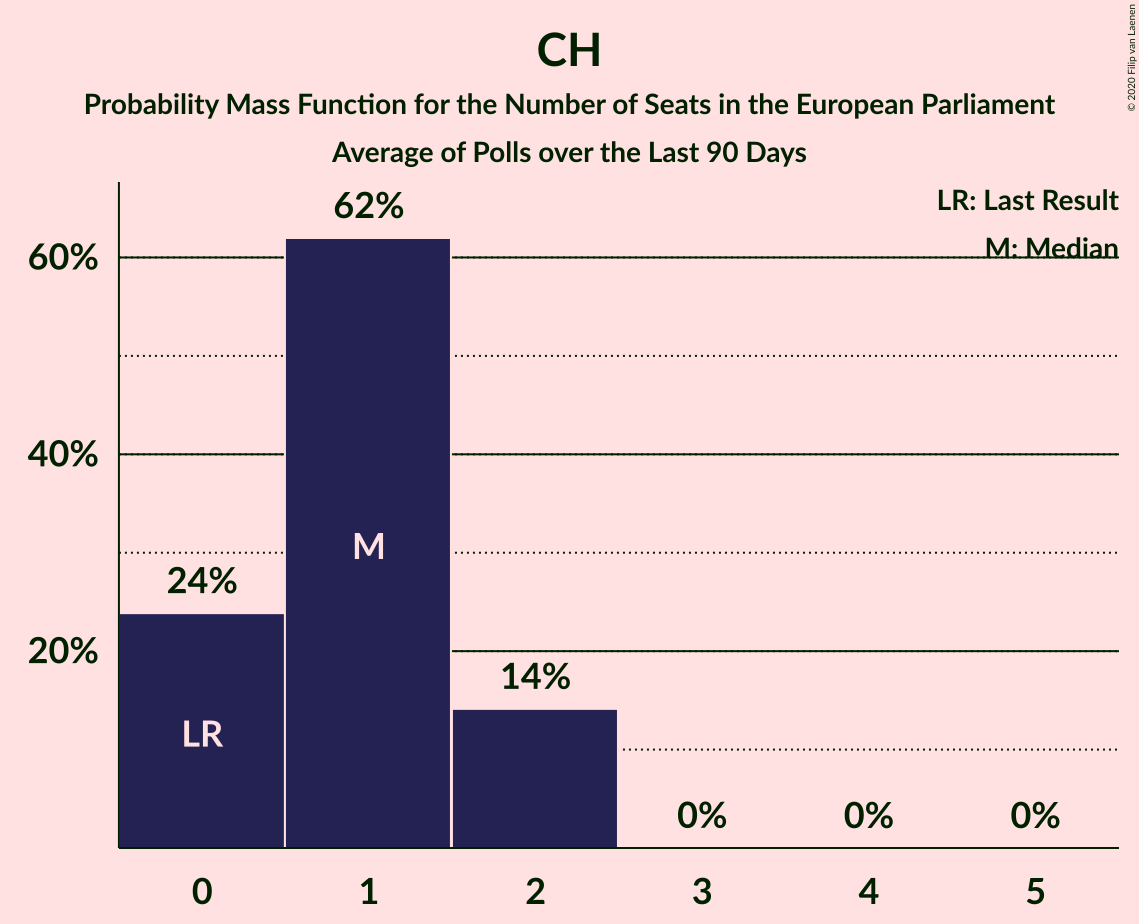 CH
Probability Mass Function for the Number of Seats in the European Parliament
Average of Polls over the Last 90 Days
© 2020 Filip van Laenen
LR: Last Result
M: Median
62%
60%
40%
M
24%
20%
14%
LR
0%
0%
0%
0
1
2
3
4
5